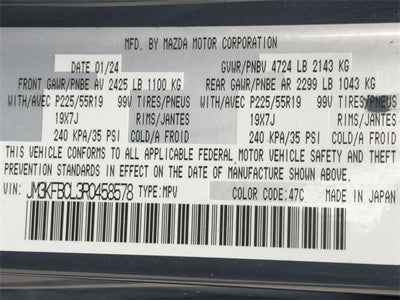 MFD. BY MAZDA MOTOR CORPORATION
DATE 01/24 GVWR/PNBV 4724 LB 2143 KG
FRONT GAWR/PNBE AV 2425 LB 1100 KG REAR GAWR/PNBE AR 2299 LB 1043 KG
WITH/AVEC P225/55R19 99V TIRES/PNEUS WITH/AVEC P225/55R19 99V TIRES/PNEUS
19X7J RIMS/JANTES 19X7J RIMS/JANTES
240 KPA/35 PSI COLD/A FROID 240 KPA/35 PSI COLD/A FROID
THIS VEHICLE CONFORMS TO ALL APPLICABLE FEDERAL MOTOR VEHICLE SAFETY AND THEFT
PREVENTION STANDARDS IN EFFECT ON THE DATE OF MANUFACTURE SHOWN ABOVE.
VIN: JM3KFBDL3R0458578 TYPE:MPV COLOR CODE:47C MADE IN JAPAN